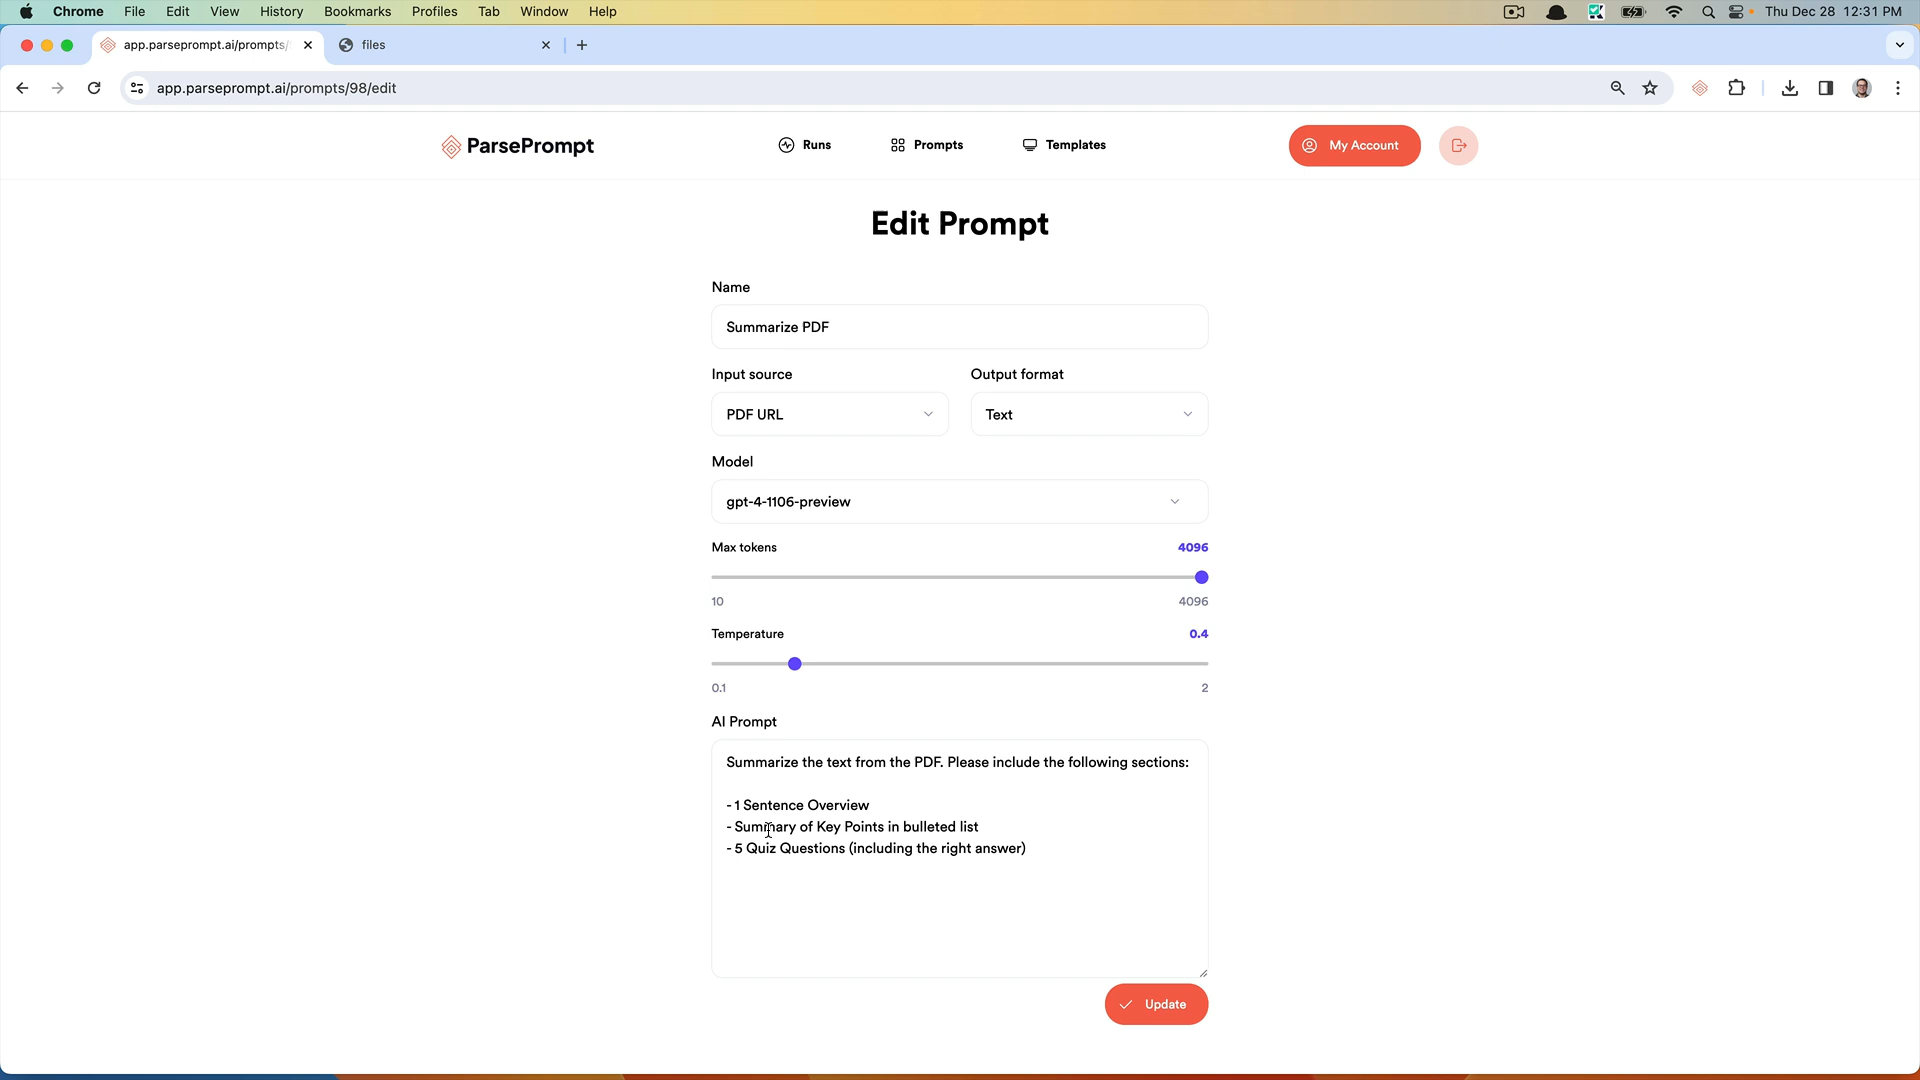 Chrome File Edit View History Bookmarks Profiles Tab Window Help Thu Dec 28 12:31 PM
app.parseprompt.ai/prompts/ files
app.parseprompt.ai/prompts/98/edit
ParsePrompt Runs Prompts Templates My Account
Edit Prompt
Name
Summarize PDF
Input source Output format
PDF URL Text
Model
gpt-4-1106-preview
Max tokens 4096
10 4096
Temperature 0.4
0.1 2
AI Prompt
Summarize the text from the PDF. Please include the following sections:
- 1 Sentence Overview
- Summary of Key Points in bulleted list
- 5 Quiz Questions (including the right answer)
Update